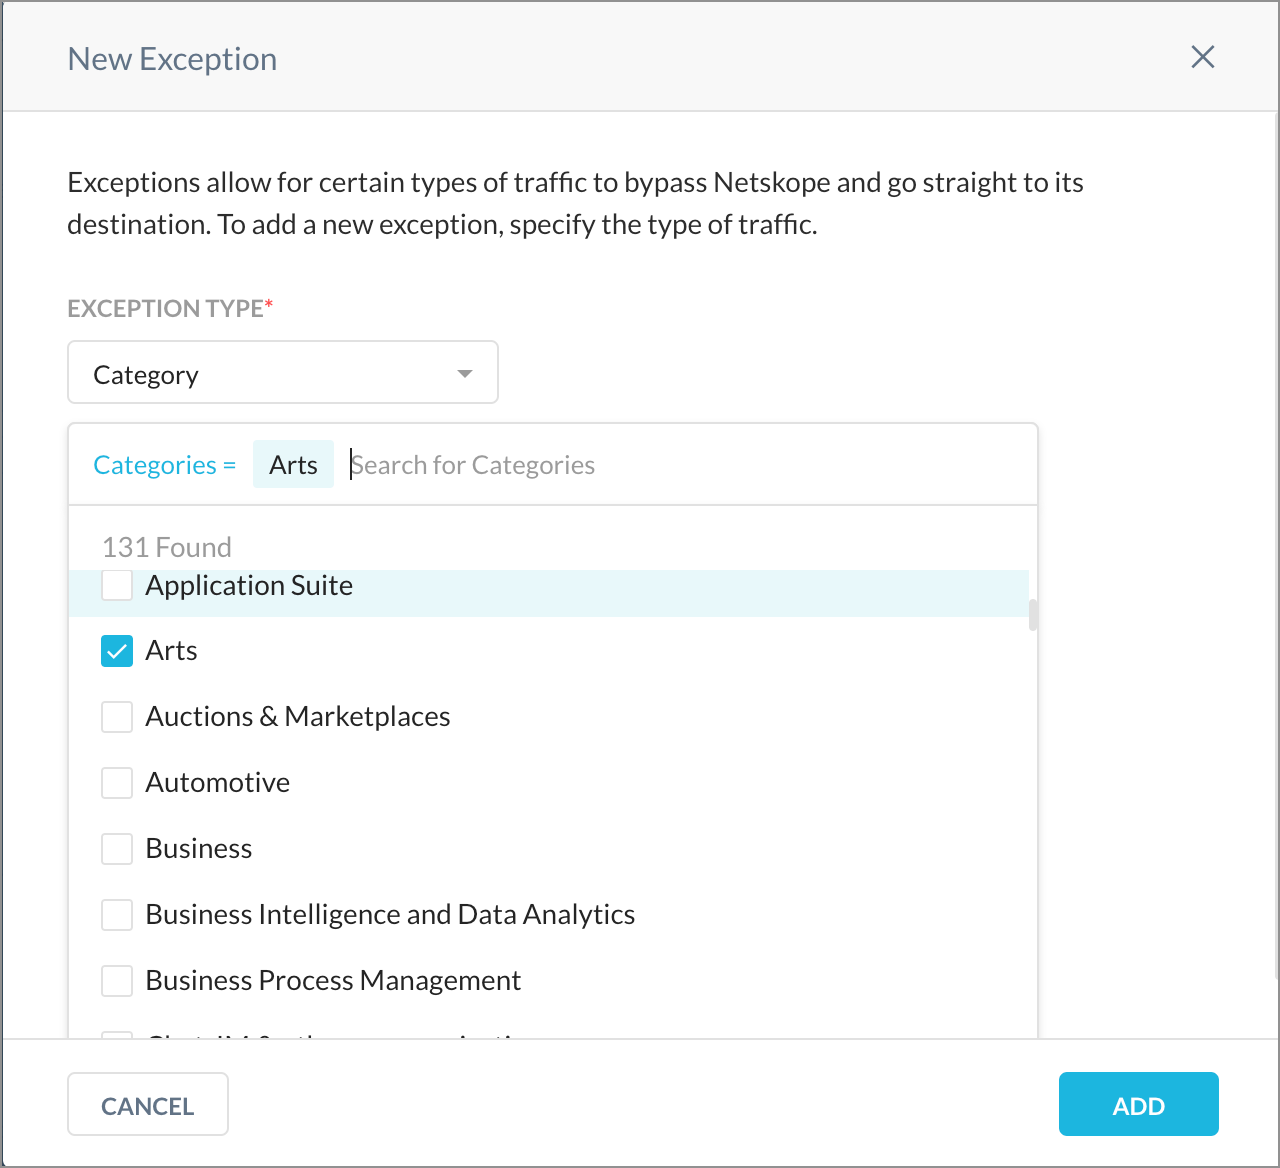 New Exception
Exceptions allow for certain types of traffic to bypass Netskope and go straight to its
destination. To add a new exception, specify the type of traffic.
EXCEPTION TYPE*
Category
Categories = Arts Search for Categories
131 Found
Application Suite
Arts
Auctions & Marketplaces
Automotive
Business
Business Intelligence and Data Analytics
Business Process Management
CANCEL
ADD